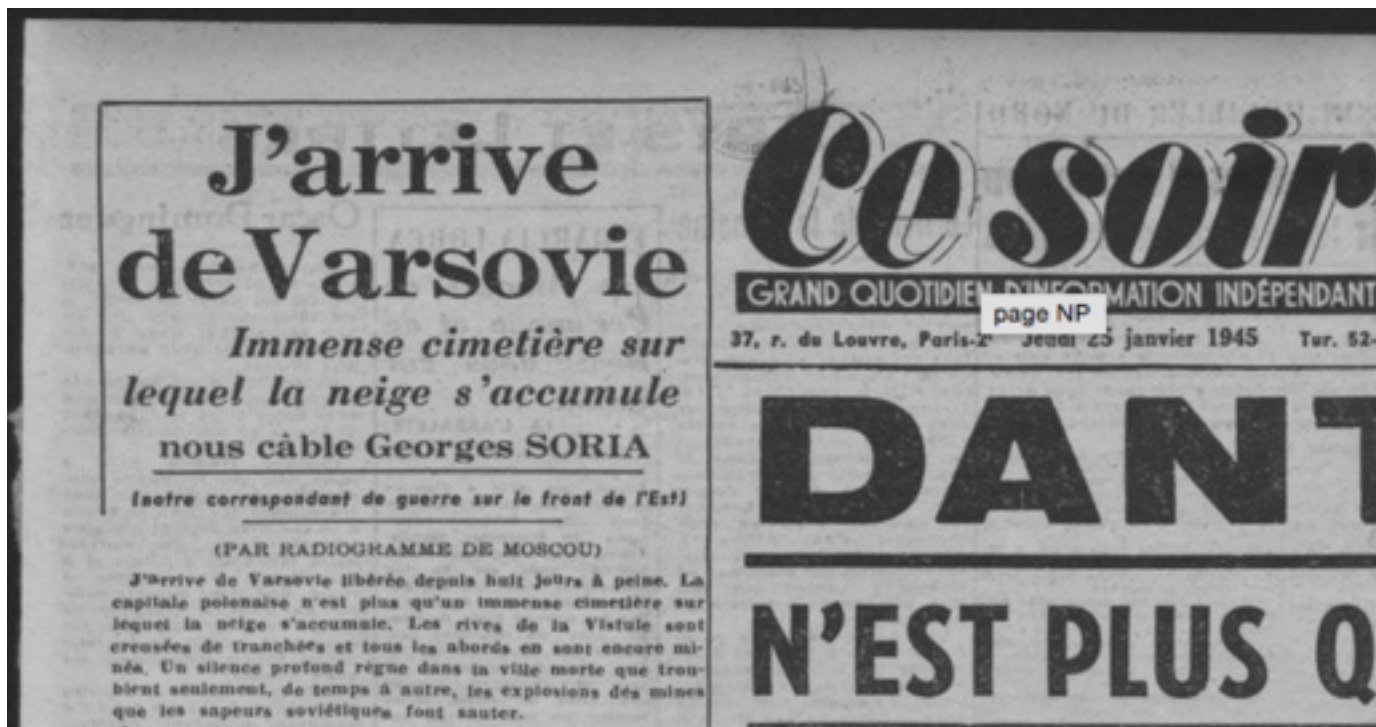 J'arrive
de Varsovie
Immense cimetière sur
lequel la neige s'accumule
nous câble Georges SORIA
(notre correspondant de guerre sur le front de l'Est)
(PAR RADIOGRAMME DE MOSCOU)
J'arrive de Varsovie libérée depuis huit jours à peine. La
capitale polonaise n'est plus qu'un immense cimetière sur
lequel la neige s'accumule. Les rives de la Vistule sont
creusées de tranchées et tous les abords en sont encore mi-
nés. Un silence profond règne dans la ville morte que trou-
blent seulement, de temps à autre, les explosions des mines
que les sapeurs soviétiques font sauter.
Ce soir
GRAND QUOTIDIEN D'INFORMATION INDÉPENDANT
page NP
37, r. du Louvre, Paris-2e Jeudi 25 janvier 1945 Tur. 52-
DANT
N'EST PLUS Q